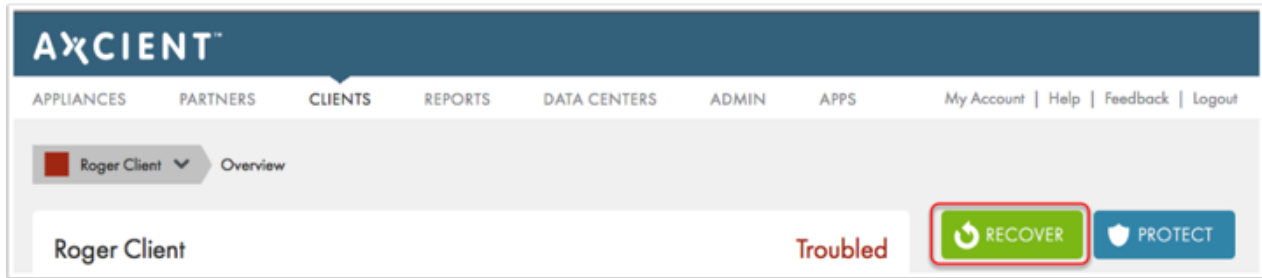 AXCIENT™
APPLIANCES PARTNERS CLIENTS REPORTS DATA CENTERS ADMIN APPS My Account | Help | Feedback | Logout
Roger Client Overview
Roger Client Troubled RECOVER PROTECT